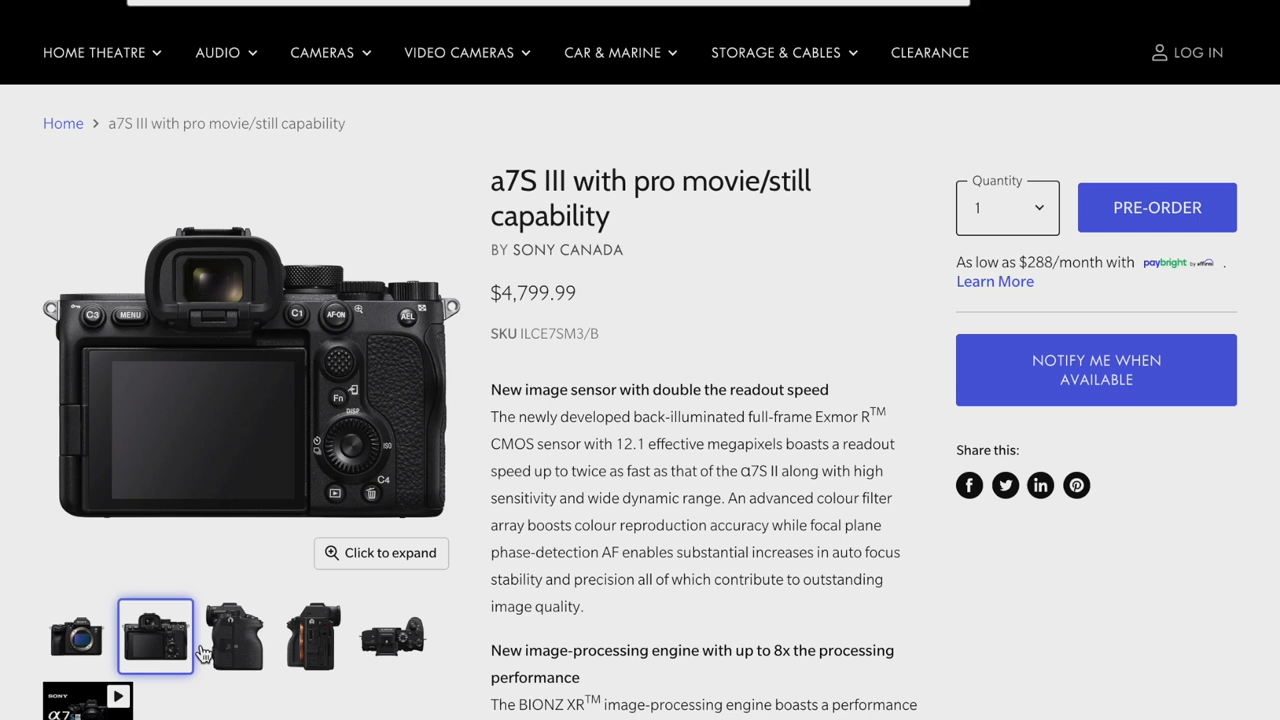 HOME THEATRE AUDIO CAMERAS VIDEO CAMERAS CAR & MARINE STORAGE & CABLES CLEARANCE LOG IN
Home > a7S III with pro movie/still capability
a7S III with pro movie/still
capability
BY SONY CANADA
$4,799.99
SKU ILCE7SM3/B
New image sensor with double the readout speed
The newly developed back-illuminated full-frame Exmor R™
CMOS sensor with 12.1 effective megapixels boasts a readout
speed up to twice as fast as that of the α7S II along with high
sensitivity and wide dynamic range. An advanced colour filter
array boosts colour reproduction accuracy while focal plane
phase-detection AF enables substantial increases in auto focus
stability and precision all of which contribute to outstanding
image quality.
New image-processing engine with up to 8x the processing
performance
The BIONZ XR™ image-processing engine boasts a performance
Quantity
1
PRE-ORDER
As low as $288/month with paybright by affirm .
Learn More
NOTIFY ME WHEN
AVAILABLE
Share this:
C3 MENU C1 AF-ON AEL
Fn
DISP
ISO
C4
Click to expand
SONY
α7S